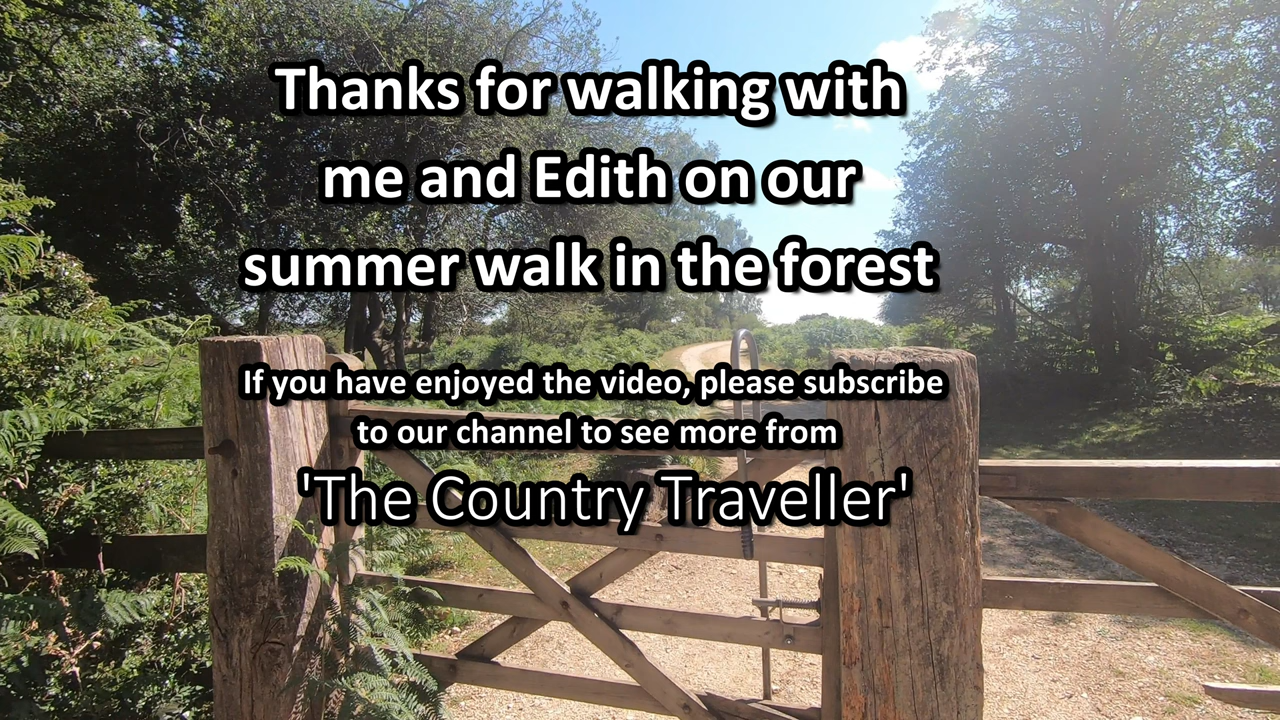 Thanks for walking with
me and Edith on our
summer walk in the forest
If you have enjoyed the video, please subscribe
to our channel to see more from
'The Country Traveller'